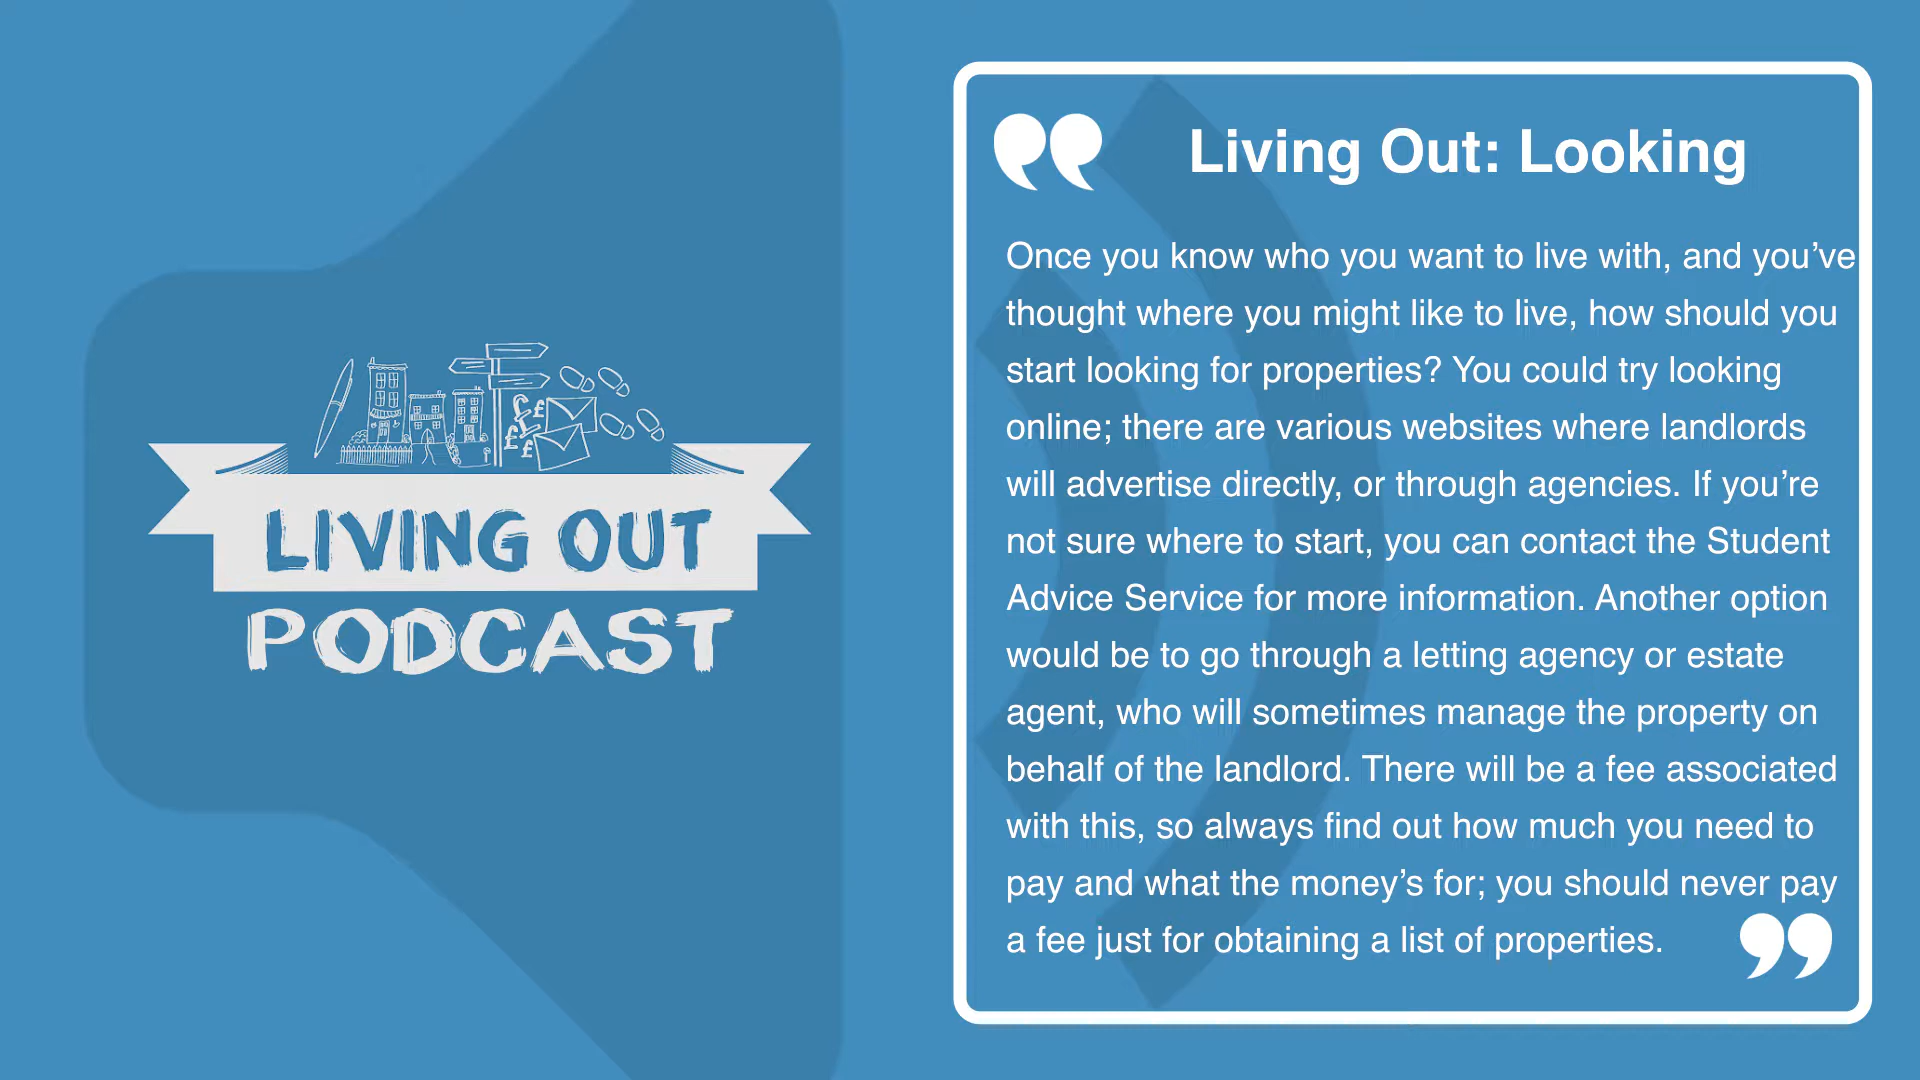 LIVING OUT
PODCAST
Living Out: Looking
Once you know who you want to live with, and you’ve
thought where you might like to live, how should you
start looking for properties? You could try looking
online; there are various websites where landlords
will advertise directly, or through agencies. If you’re
not sure where to start, you can contact the Student
Advice Service for more information. Another option
would be to go through a letting agency or estate
agent, who will sometimes manage the property on
behalf of the landlord. There will be a fee associated
with this, so always find out how much you need to
pay and what the money’s for; you should never pay
a fee just for obtaining a list of properties.